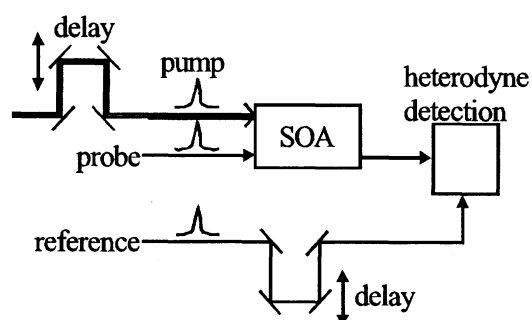 delay
pump
heterodyne
detection
SOA
probe
reference
delay